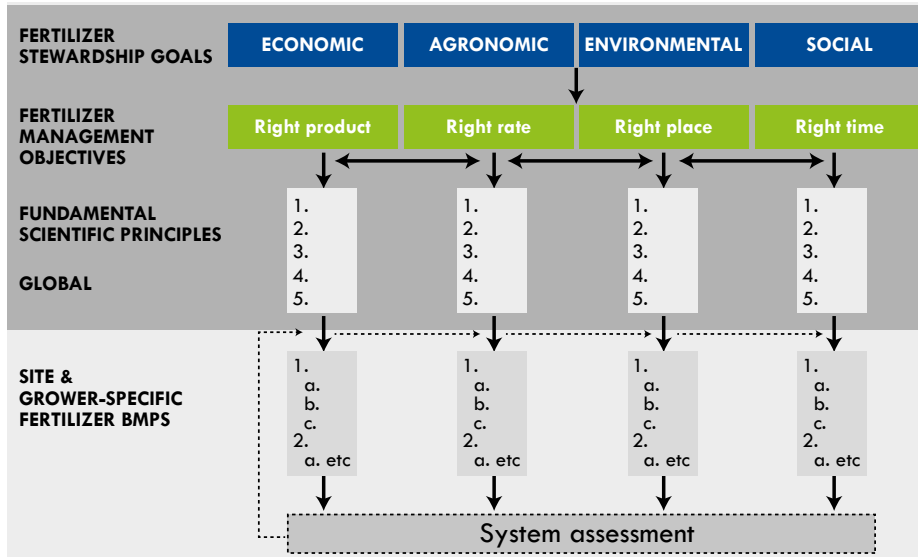 FERTILIZER
STEWARDSHIP GOALS
ECONOMIC
AGRONOMIC
ENVIRONMENTAL
SOCIAL
FERTILIZER
MANAGEMENT
OBJECTIVES
Right product
Right rate
Right place
Right time
FUNDAMENTAL
SCIENTIFIC PRINCIPLES
GLOBAL
1.
2.
3.
4.
5.
1.
2.
3.
4.
5.
1.
2.
3.
4.
5.
1.
2.
3.
4.
5.
SITE &
GROWER-SPECIFIC
FERTILIZER BMPS
1.
a.
b.
c.
2.
a. etc
1.
a.
b.
c.
2.
a. etc
1.
a.
b.
c.
2.
a. etc
1.
a.
b.
c.
2.
a. etc
System assessment